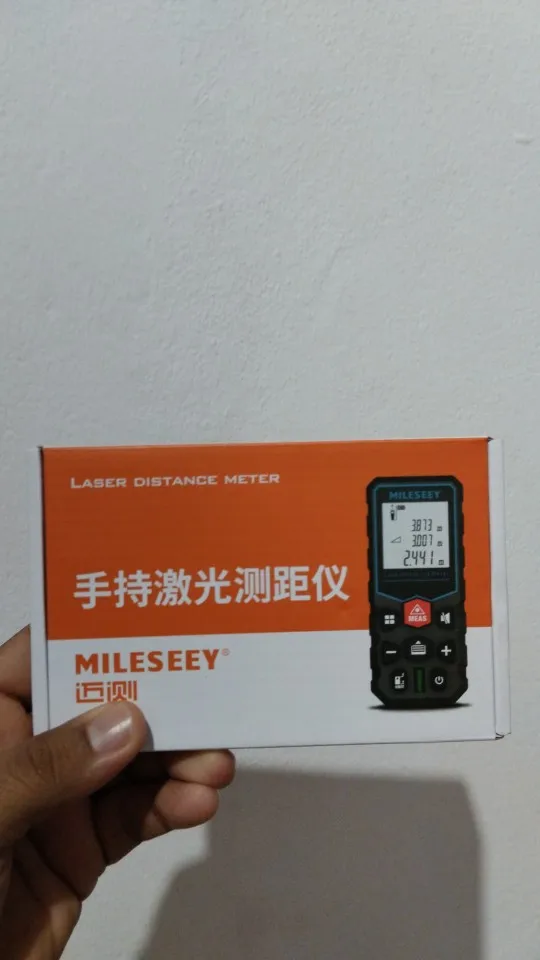 LASER DISTANCE METER
手持激光测距仪
MILESEEY®
迈测
MILESEEY
3.873 m
3.007 m
2.441 m
MEAS